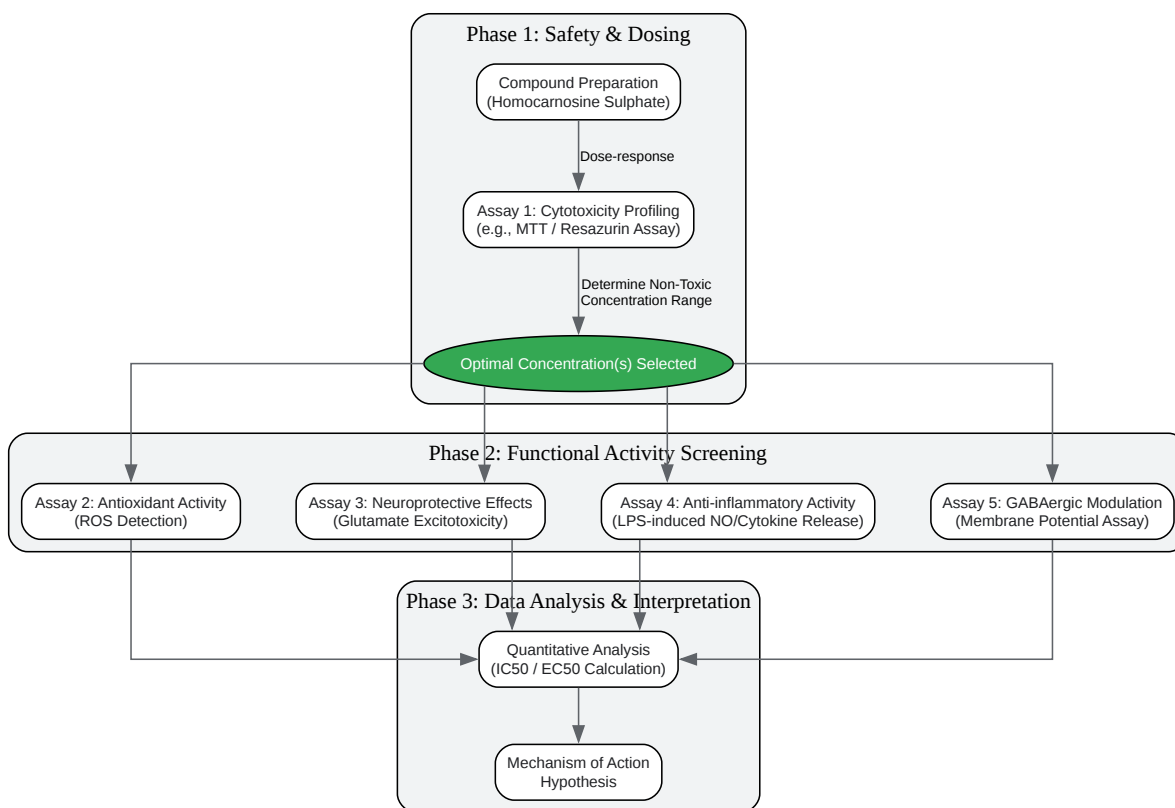 Phase 1: Safety & Dosing
Compound Preparation
(Homocarnosine Sulphate)
Dose-response
Assay 1: Cytotoxicity Profiling
(e.g., MTT / Resazurin Assay)
Determine Non-Toxic
Concentration Range
Optimal Concentration(s) Selected
Phase 2: Functional Activity Screening
Assay 2: Antioxidant Activity
(ROS Detection)
Assay 3: Neuroprotective Effects
(Glutamate Excitotoxicity)
Assay 4: Anti-inflammatory Activity
(LPS-induced NO/Cytokine Release)
Assay 5: GABAergic Modulation
(Membrane Potential Assay)
Phase 3: Data Analysis & Interpretation
Quantitative Analysis
(IC50 / EC50 Calculation)
Mechanism of Action
Hypothesis